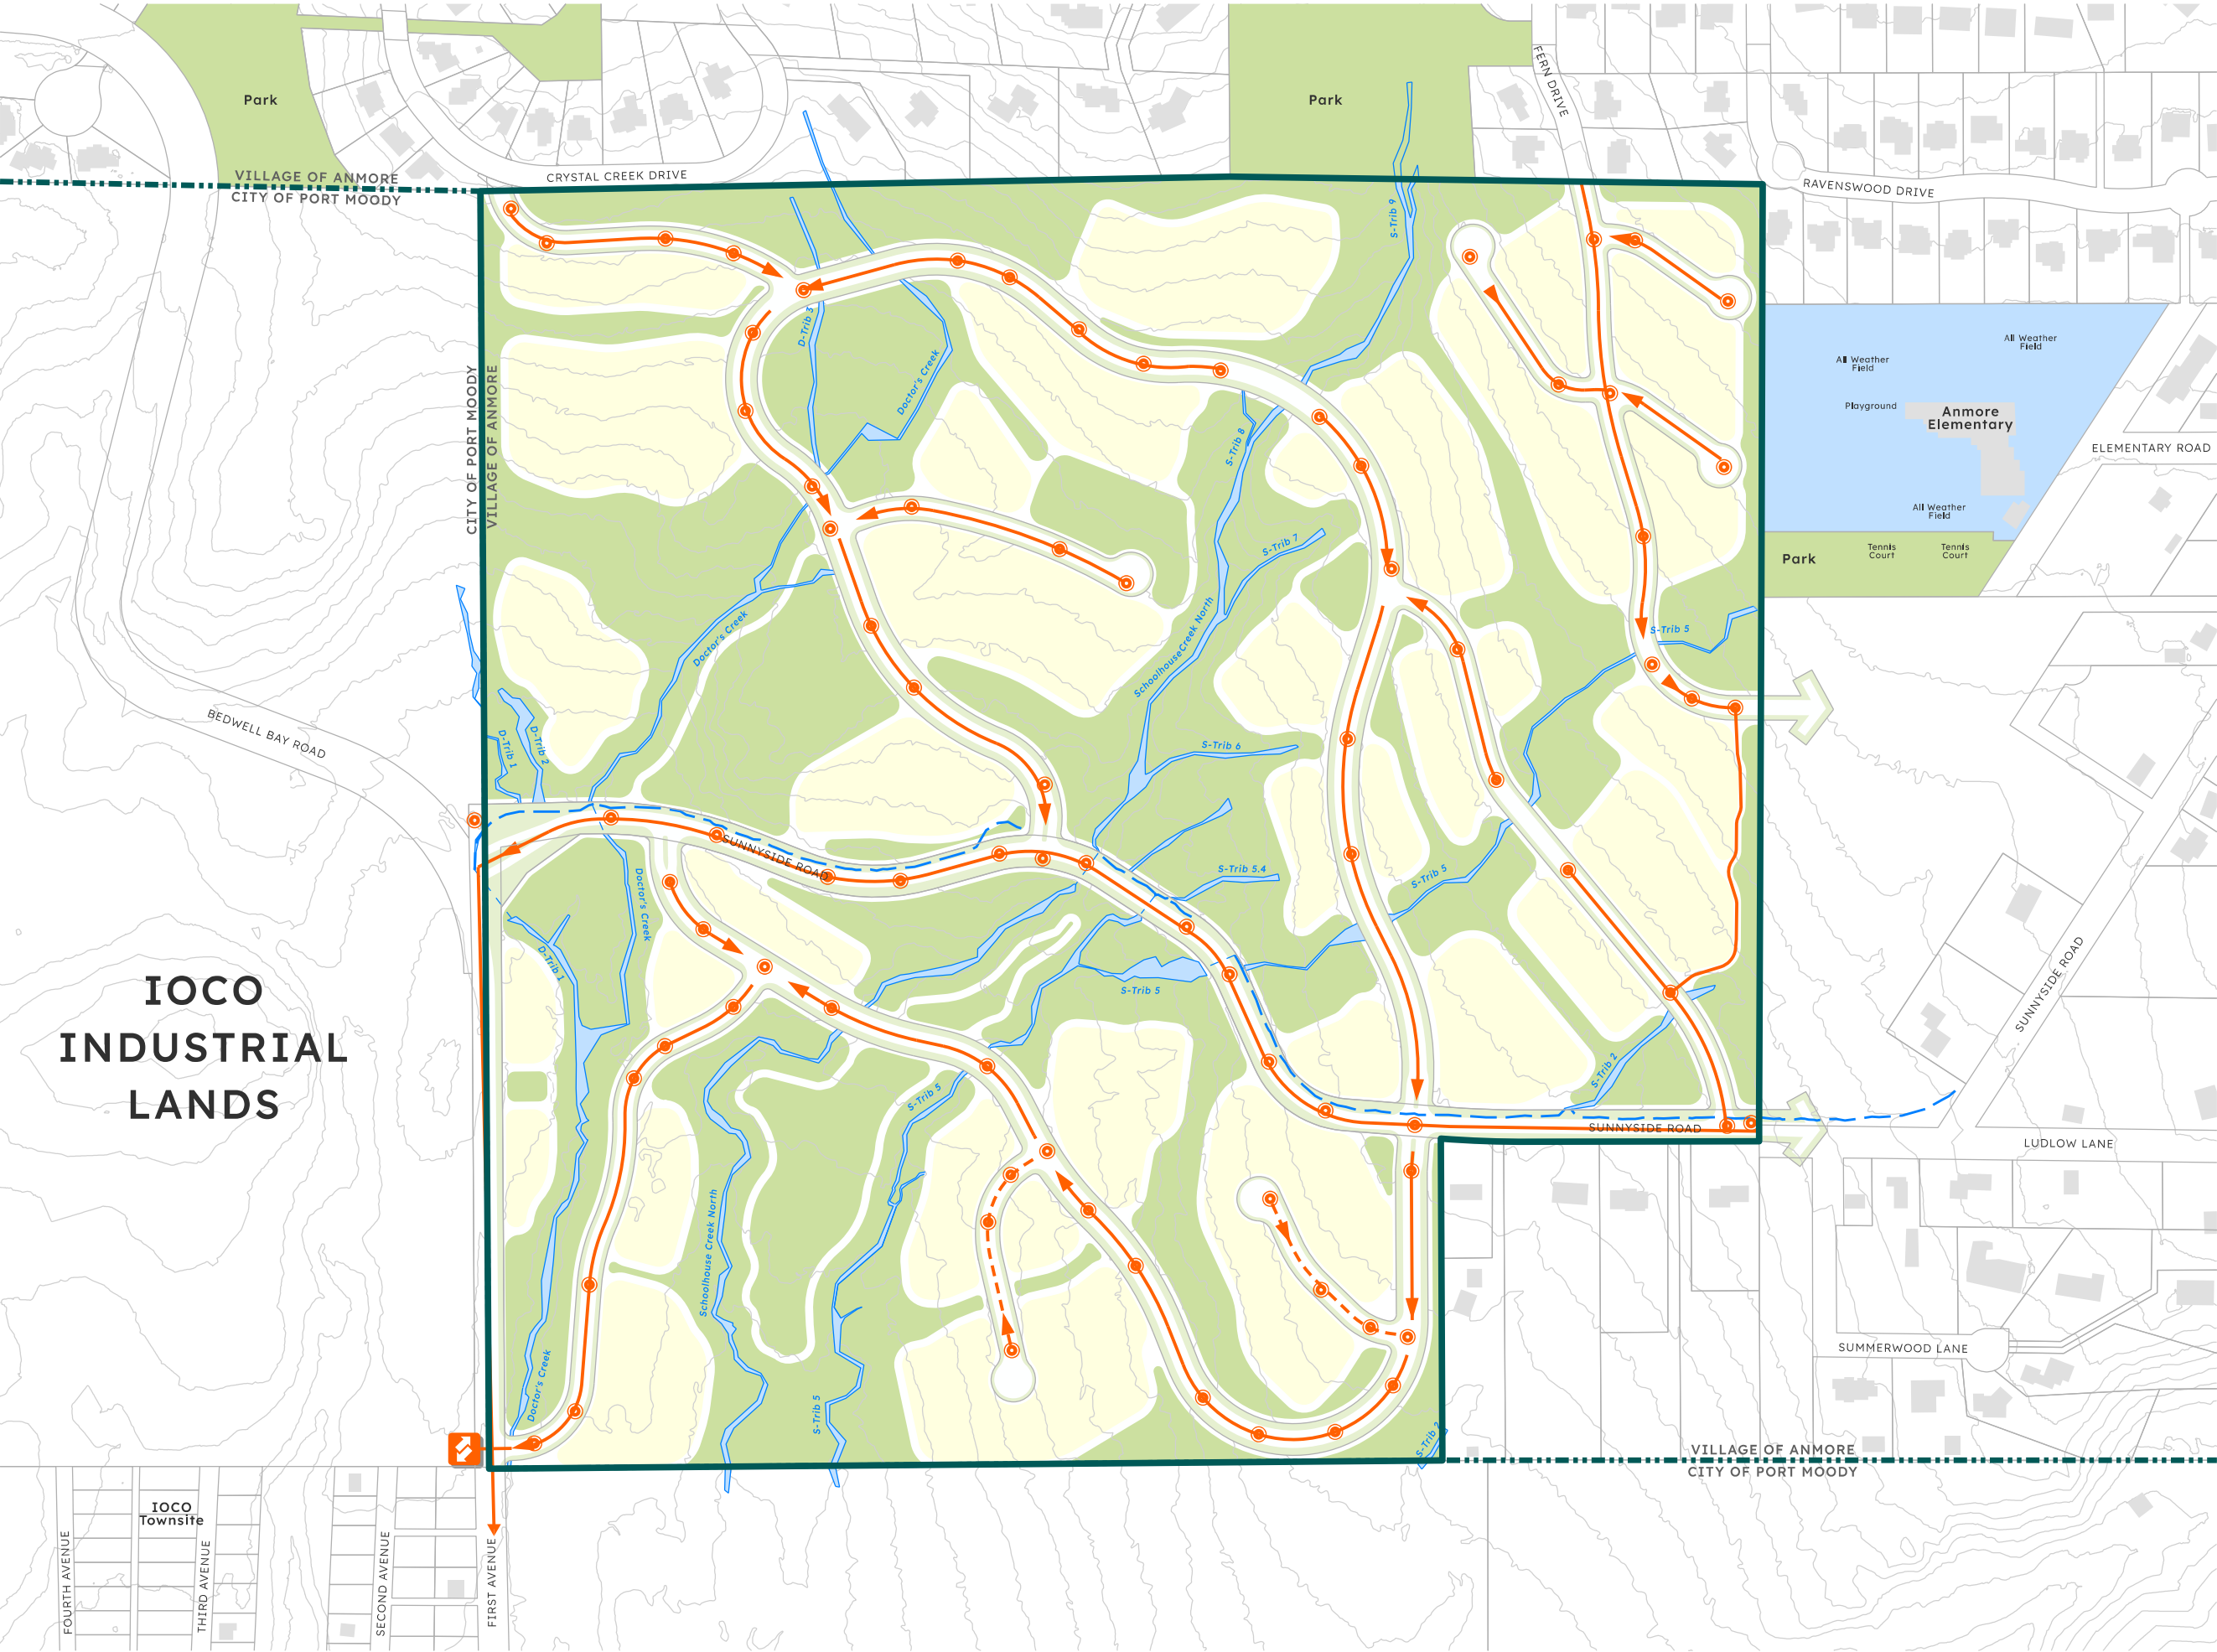 Park
Park
FERN DRIVE
VILLAGE OF ANMORE
CITY OF PORT MOODY
CRYSTAL CREEK DRIVE
RAVENSWOOD DRIVE
S-Trib 9
D-Trib 3
Doctor's Creek
CITY OF PORT MOODY
VILLAGE OF ANMORE
S-Trib 8
S-Trib 7
All Weather
Field
All Weather
Field
Playground
Anmore
Elementary
ELEMENTARY ROAD
All Weather
Field
Park
Tennis
Court
Tennis
Court
Doctor's Creek
SchoolhouseCreek North
S-Trib 5
BEDWELL BAY ROAD
D-Trib 1
D-Trib 2
S-Trib 6
SUNNYSIDE ROAD
S-Trib 5.4
S-Trib 5
Doctor's Creek
D-Trib 1
S-Trib 5
IOCO
INDUSTRIAL
LANDS
SUNNYSIDE ROAD
S-Trib 5
S-Trib 2
SUNNYSIDE ROAD
LUDLOW LANE
Schoolhouse Creek North
Doctor's Creek
S-Trib 5
S-Trib 2
SUMMERWOOD LANE
VILLAGE OF ANMORE
CITY OF PORT MOODY
IOCO
Townsite
FOURTH AVENUE
THIRD AVENUE
SECOND AVENUE
FIRST AVENUE